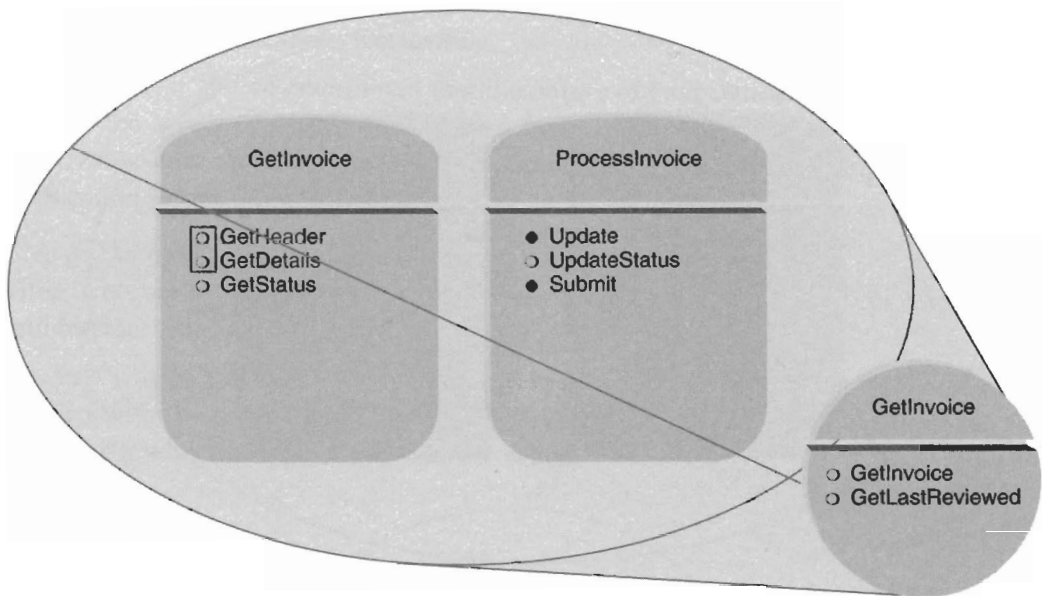 GetInvoice
GetHeader
GetDetails
GetStatus
ProcessInvoice
Update
UpdateStatus
Submit
GetInvoice
GetInvoice
GetLastReviewed